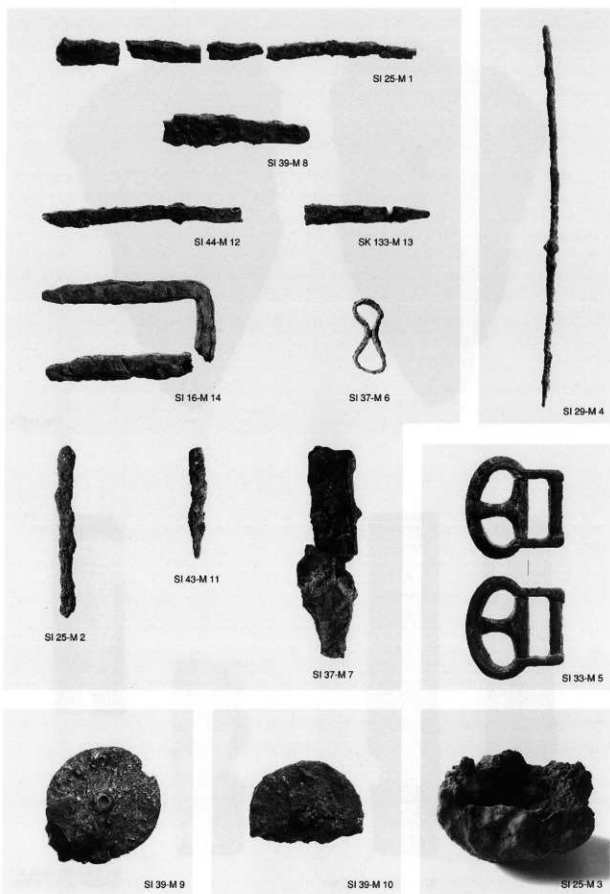 SI 25-M 1
SI 39-M 8
SI 44-M 12
SK 133-M 13
SI 16-M 14
SI 37-M 6
SI 29-M 4
SI 25-M 2
SI 43-M 11
SI 37-M 7
SI 33-M 5
SI 39-M 9
SI 39-M 10
SI 25-M 3